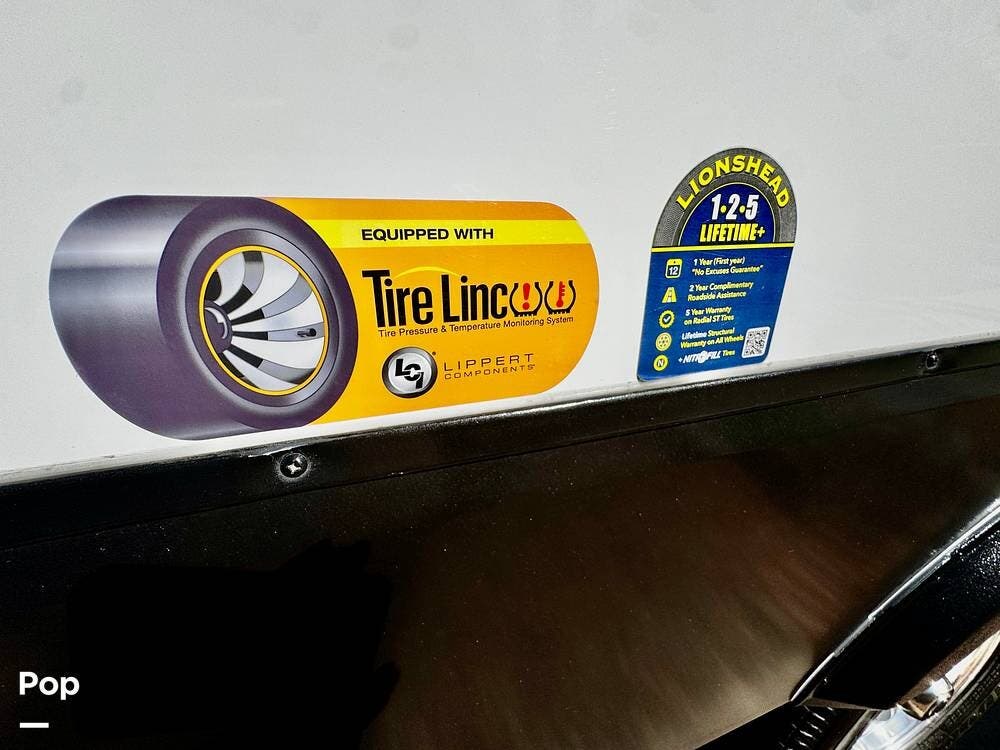 EQUIPPED WITH
Tire Linc
Tire Pressure & Temperature Monitoring System
LCI
LIPPERT
COMPONENTS
LIONSHEAD
1•2•5
LIFETIME+
12
1 Year (First year)
"No Excuses Guarantee"
2 Year Complimentary
Roadside Assistance
5 Year Warranty
on Radial ST Tires
Lifetime Structural
Warranty on All Wheels
N
+ NITROFILL Tires
Pop